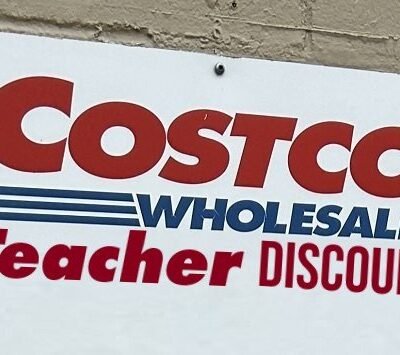 COSTCO
WHOLESAL
Teacher DISCOU